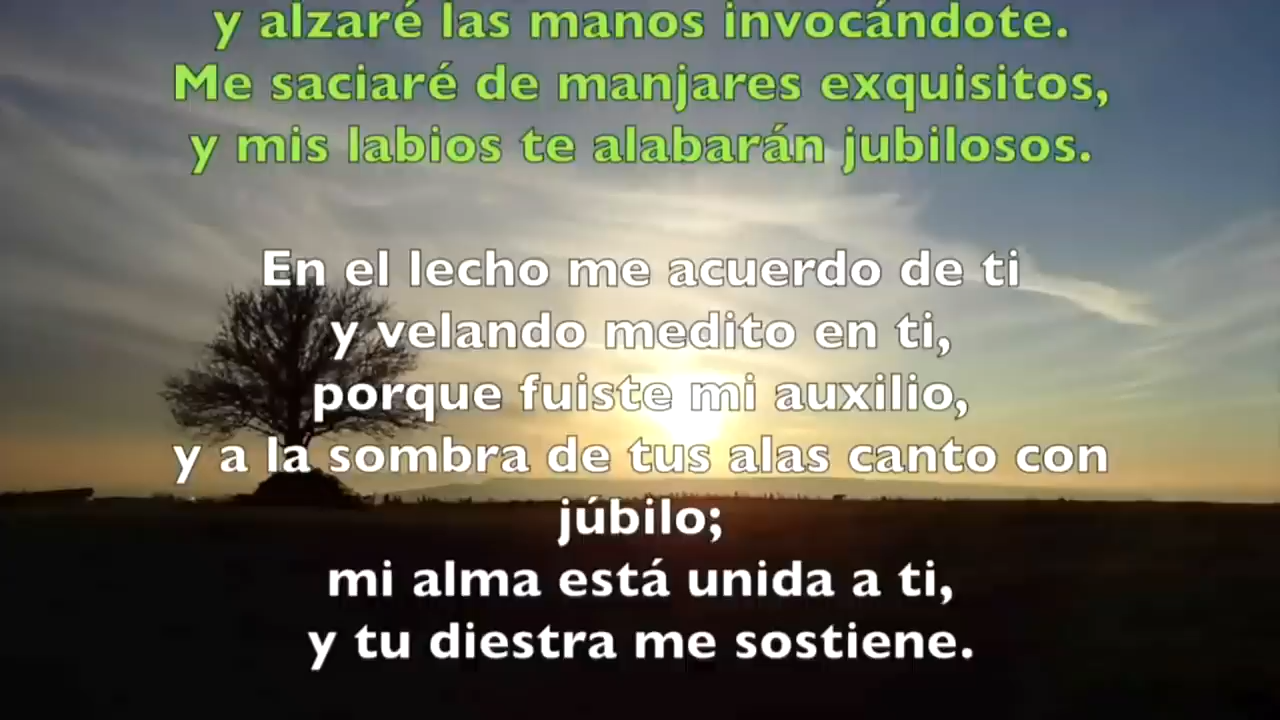 y alzaré las manos invocándote.
Me saciaré de manjares exquisitos,
y mis labios te alabarán jubilosos.
En el lecho me acuerdo de ti
y velando medito en ti,
porque fuiste mi auxilio,
y a la sombra de tus alas canto con
júbilo;
mi alma está unida a ti,
y tu diestra me sostiene.